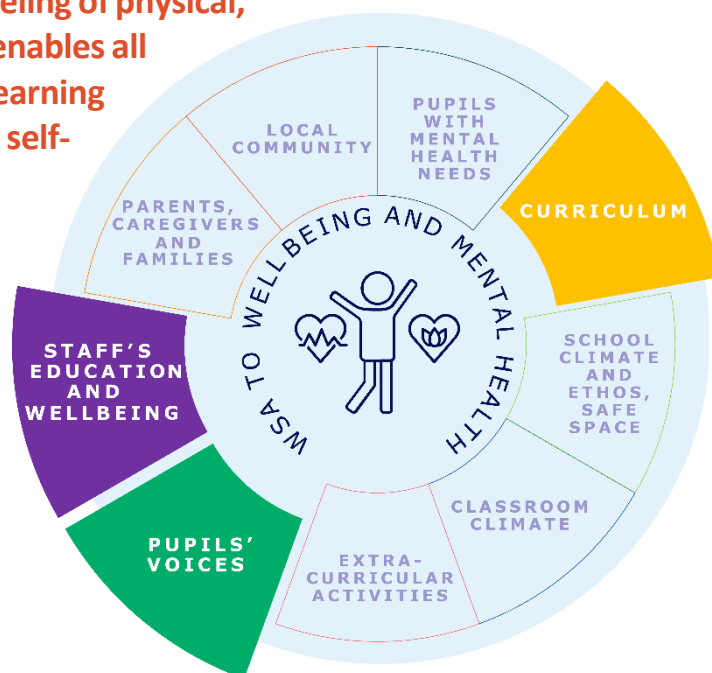 eling of physical,
enables all
earning
self-
LOCAL
COMMUNITY
PUPILS
WITH
MENTAL
HEALTH
NEEDS
CURRICULUM
PARENTS,
CAREGIVERS
AND
FAMILIES
WSA TO WELLBEING AND MENTAL HEALTH
SCHOOL
CLIMATE
AND
ETHOS,
SAFE
SPACE
STAFF'S
EDUCATION
AND
WELLBEING
CLASSROOM
CLIMATE
PUPILS'
VOICES
EXTRA-
CURRICULAR
ACTIVITIES